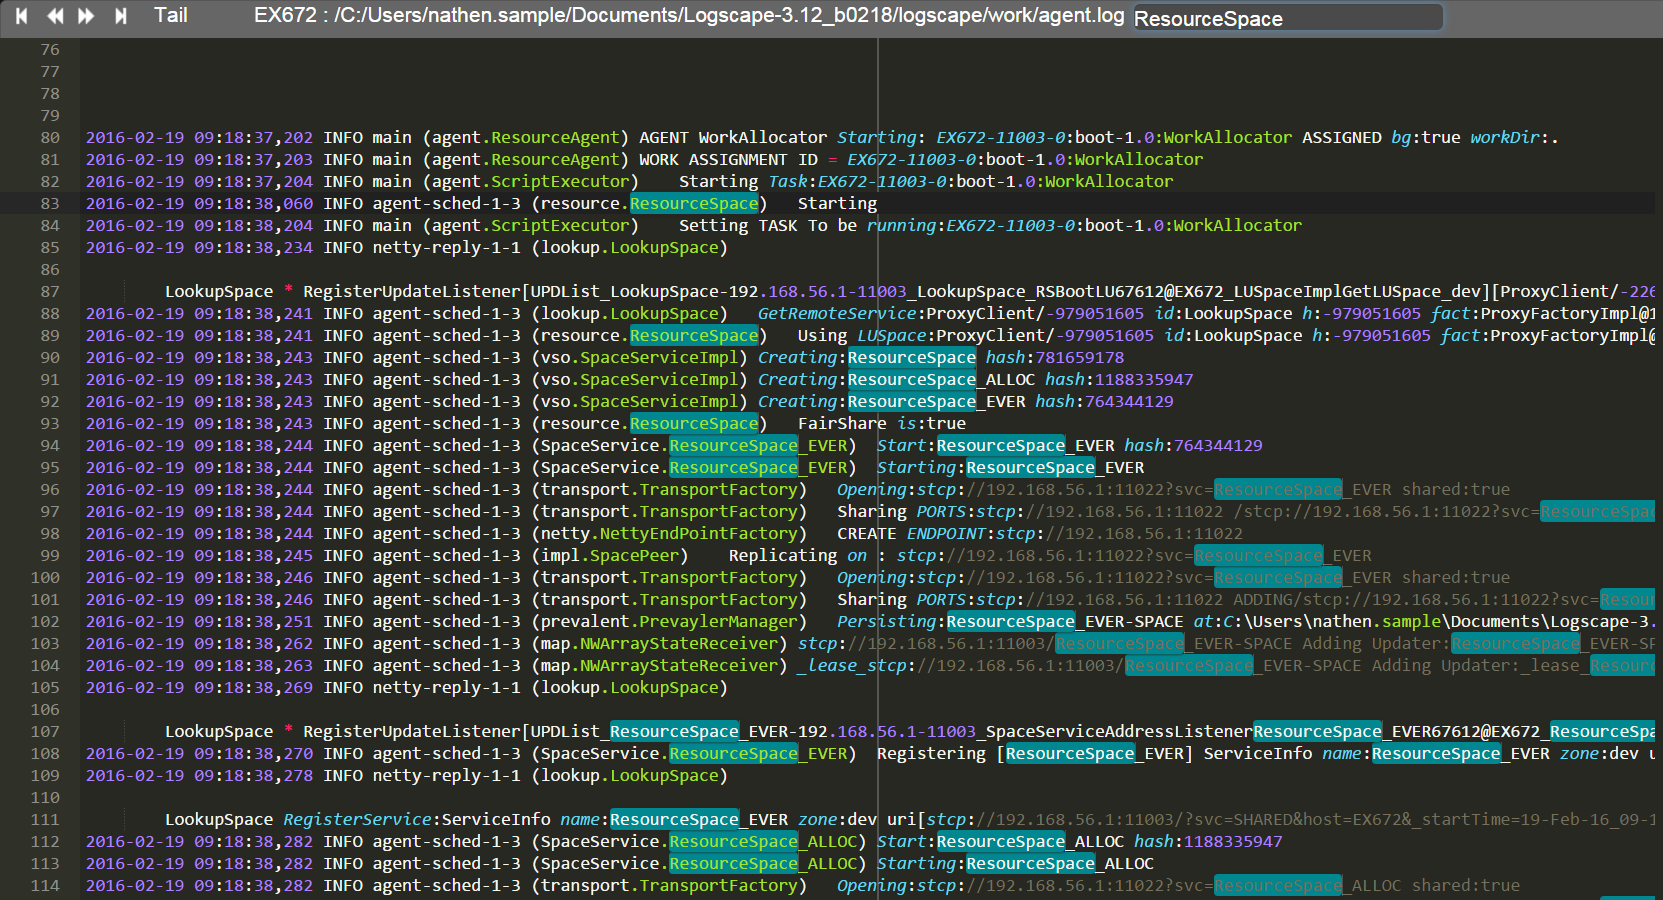 Tail EX672 : /C:/Users/nathen.sample/Documents/Logscape-3.12_b0218/logscape/work/agent.log ResourceSpace
76
77
78
79
80 2016-02-19 09:18:37,202 INFO main (agent.ResourceAgent) AGENT WorkAllocator Starting: EX672-11003-0:boot-1.0:WorkAllocator ASSIGNED bg:true workDir:.
81 2016-02-19 09:18:37,203 INFO main (agent.ResourceAgent) WORK ASSIGNMENT ID = EX672-11003-0:boot-1.0:WorkAllocator
82 2016-02-19 09:18:37,204 INFO main (agent.ScriptExecutor) Starting Task:EX672-11003-0:boot-1.0:WorkAllocator
83 2016-02-19 09:18:38,060 INFO agent-sched-1-3 (resource.ResourceSpace) Starting
84 2016-02-19 09:18:38,204 INFO main (agent.ScriptExecutor) Setting TASK To be running:EX672-11003-0:boot-1.0:WorkAllocator
85 2016-02-19 09:18:38,234 INFO netty-reply-1-1 (lookup.LookupSpace)
86
87 LookupSpace * RegisterUpdateListener[UPDList_LookupSpace-192.168.56.1-11003_LookupSpace_RSBootLU67612@EX672_LUSpaceImplGetLUSpace_dev][ProxyClient/-226
88 2016-02-19 09:18:38,241 INFO agent-sched-1-3 (lookup.LookupSpace) GetRemoteService:ProxyClient/-979051605 id:LookupSpace h:-979051605 fact:ProxyFactoryImpl@1
89 2016-02-19 09:18:38,241 INFO agent-sched-1-3 (resource.ResourceSpace) Using LUSpace:ProxyClient/-979051605 id:LookupSpace h:-979051605 fact:ProxyFactoryImpl@
90 2016-02-19 09:18:38,243 INFO agent-sched-1-3 (vso.SpaceServiceImpl) Creating:ResourceSpace hash:781659178
91 2016-02-19 09:18:38,243 INFO agent-sched-1-3 (vso.SpaceServiceImpl) Creating:ResourceSpace_ALLOC hash:1188335947
92 2016-02-19 09:18:38,243 INFO agent-sched-1-3 (vso.SpaceServiceImpl) Creating:ResourceSpace_EVER hash:764344129
93 2016-02-19 09:18:38,243 INFO agent-sched-1-3 (resource.ResourceSpace) FairShare is:true
94 2016-02-19 09:18:38,244 INFO agent-sched-1-3 (SpaceService.ResourceSpace_EVER) Start:ResourceSpace_EVER hash:764344129
95 2016-02-19 09:18:38,244 INFO agent-sched-1-3 (SpaceService.ResourceSpace_EVER) Starting:ResourceSpace_EVER
96 2016-02-19 09:18:38,244 INFO agent-sched-1-3 (transport.TransportFactory) Opening:stcp://192.168.56.1:11022?svc=ResourceSpace_EVER shared:true
97 2016-02-19 09:18:38,244 INFO agent-sched-1-3 (transport.TransportFactory) Sharing PORTS:stcp://192.168.56.1:11022 /stcp://192.168.56.1:11022?svc=ResourceSpac
98 2016-02-19 09:18:38,244 INFO agent-sched-1-3 (netty.NettyEndPointFactory) CREATE ENDPOINT:stcp://192.168.56.1:11022
99 2016-02-19 09:18:38,245 INFO agent-sched-1-3 (impl.SpacePeer) Replicating on : stcp://192.168.56.1:11022?svc=ResourceSpace_EVER
100 2016-02-19 09:18:38,246 INFO agent-sched-1-3 (transport.TransportFactory) Opening:stcp://192.168.56.1:11022?svc=ResourceSpace_EVER shared:true
101 2016-02-19 09:18:38,246 INFO agent-sched-1-3 (transport.TransportFactory) Sharing PORTS:stcp://192.168.56.1:11022 ADDING/stcp://192.168.56.1:11022?svc=Resour
102 2016-02-19 09:18:38,251 INFO agent-sched-1-3 (prevalent.PrevaylerManager) Persisting:ResourceSpace_EVER-SPACE at:C:\Users\nathen.sample\Documents\Logscape-3.
103 2016-02-19 09:18:38,262 INFO agent-sched-1-3 (map.NWArrayStateReceiver) stcp://192.168.56.1:11003/ResourceSpace_EVER-SPACE Adding Updater:ResourceSpace_EVER-SP
104 2016-02-19 09:18:38,263 INFO agent-sched-1-3 (map.NWArrayStateReceiver) _lease_stcp://192.168.56.1:11003/ResourceSpace_EVER-SPACE Adding Updater:_lease_Resour
105 2016-02-19 09:18:38,269 INFO netty-reply-1-1 (lookup.LookupSpace)
106
107 LookupSpace * RegisterUpdateListener[UPDList_ResourceSpace_EVER-192.168.56.1-11003_SpaceServiceAddressListenerResourceSpace_EVER67612@EX672_ResourceSpa
108 2016-02-19 09:18:38,270 INFO agent-sched-1-3 (SpaceService.ResourceSpace_EVER) Registering [ResourceSpace_EVER] ServiceInfo name:ResourceSpace_EVER zone:dev u
109 2016-02-19 09:18:38,278 INFO netty-reply-1-1 (lookup.LookupSpace)
110
111 LookupSpace RegisterService:ServiceInfo name:ResourceSpace_EVER zone:dev uri[stcp://192.168.56.1:11003/?svc=SHARED&host=EX672&_startTime=19-Feb-16_09-1
112 2016-02-19 09:18:38,282 INFO agent-sched-1-3 (SpaceService.ResourceSpace_ALLOC) Start:ResourceSpace_ALLOC hash:1188335947
113 2016-02-19 09:18:38,282 INFO agent-sched-1-3 (SpaceService.ResourceSpace_ALLOC) Starting:ResourceSpace_ALLOC
114 2016-02-19 09:18:38,282 INFO agent-sched-1-3 (transport.TransportFactory) Opening:stcp://192.168.56.1:11022?svc=ResourceSpace_ALLOC shared:true